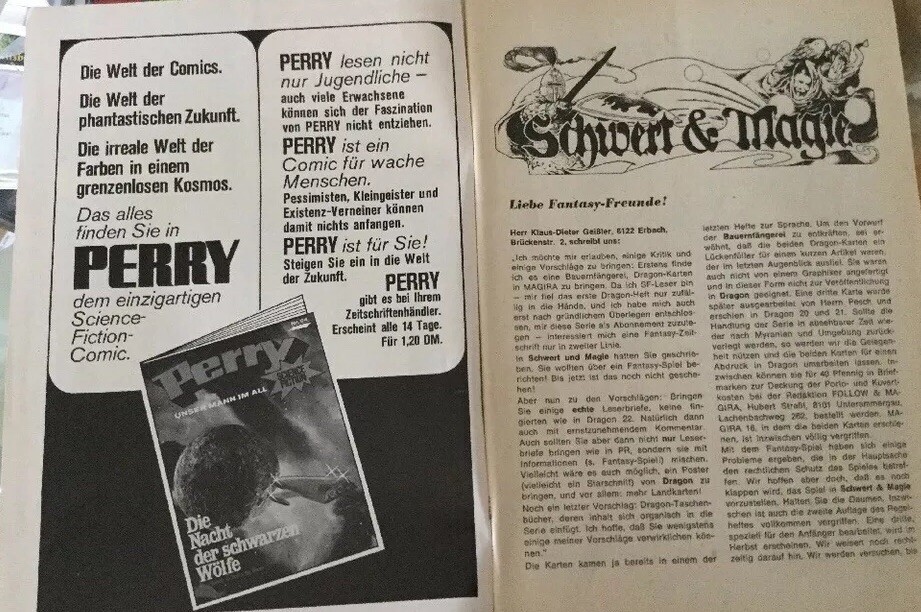 Die Welt der Comics.
Die Welt der
phantastischen Zukunft.
Die irreale Welt der
Farben in einem
grenzenlosen Kosmos.
Das alles
finden Sie in
PERRY
dem einzigartigen
Science-
Fiction-
Comic.
PERRY lesen nicht
nur Jugendliche –
auch viele Erwachsene
können sich der Faszination
von PERRY nicht entziehen.
PERRY ist ein
Comic für wache
Menschen.
Pessimisten, Kleingeister und
Existenz-Verneiner können
damit nichts anfangen.
PERRY ist für Sie!
Steigen Sie ein in die Welt
der Zukunft.
PERRY
gibt es bei Ihrem
Zeitschriftenhändler.
Erscheint alle 14 Tage.
Für 1,20 DM.
Perry
UNSER MANN IM ALL
SCIENCE
FICTION
Die
Nacht
der schwarzen
Wölfe
Schwert & Magie
Liebe Fantasy-Freunde!
Herr Klaus-Dieter Geißler, 6122 Erbach,
Brückenstr. 2, schreibt uns:
„Ich möchte mir erlauben, einige Kritik und
einige Vorschläge zu bringen: Erstens finde
ich es eine Bauernfängerei, Dragon-Karten
in MAGIRA zu bringen. Da ich SF-Leser bin
– mir fiel das erste Dragon-Heft nur zufäl-
lig in die Hände, und ich habe mich auch
erst nach gründlichem Überlegen entschlos-
sen, mir diese Serie als Abonnement zuzule-
gen – interessiert mich eine Fantasy-Zeit-
schrift nur in zweiter Linie.
In Schwert und Magie hatten Sie geschrie-
ben, Sie wollten über ein Fantasy-Spiel be-
richten! Bis jetzt ist das noch nicht gesche-
hen!
Aber nun zu den Vorschlägen: Bringen
Sie einige echte Leserbriefe, keine fin-
gierten wie in Dragon 22. Natürlich dann
auch mit ernstzunehmendem Kommentar.
Auch sollten Sie aber dann nicht nur Leser-
briefe bringen wie in PR, sondern sie mit
Informationen (s. Fantasy-Spiel!) mischen.
Vielleicht wäre es auch möglich, ein Poster
(vielleicht ein Starschnitt) von Dragon zu
bringen, und vor allem: mehr Landkarten!
Noch ein letzter Vorschlag: Dragon-Taschen-
bücher, deren Inhalt sich organisch in die
Serie einfügt. Ich hoffe, daß Sie wenigstens
einige meiner Vorschläge verwirklichen kön-
nen."
Die Karten kamen ja bereits in einem der
letzten Hefte zur Sprache. Um den Vorwurf
der Bauernfängerei zu entkräften, sei er-
wähnt, daß die beiden Dragon-Karten ein
Lückenfüller für einen kurzen Artikel waren,
der im letzten Augenblick ausfiel. Sie waren
auch nicht von einem Graphiker angefertigt
und in dieser Form nicht zur Veröffentlichung
in Dragon geeignet. Eine dritte Karte wurde
später ausgearbeitet von Herrn Pesch, und
erschien in Dragon 20 und 21. Sollte die
Handlung der Serie in absehbarer Zeit wie-
der nach Myranien und Umgebung zurück-
verlegt werden, so werden wir die Gelegen-
heit nützen und die beiden Karten für einen
Abdruck in Dragon umarbeiten lassen. In-
zwischen können sie für 40 Pfennig in Brief-
marken zur Deckung der Porto- und Kuvert-
kosten bei der Redaktion FOLLOW & MA-
GIRA, Hubert Straßl, 8101 Unterammergau,
Lachenbachweg 262, bestellt werden. MA-
GIRA 16, in dem die beiden Karten erschie-
nen, ist inzwischen völlig vergriffen.
Mit dem Fantasy-Spiel haben sich einige
Probleme ergeben, die in der Hauptsache
den rechtlichen Schutz des Spieles betref-
fen. Wir hoffen aber doch, daß es noch
klappen wird, das Spiel in Schwert & Magie
vorzustellen. Halten Sie die Daumen. Inzwi-
schen ist auch die zweite Auflage des Regel-
heftes vollkommen vergriffen. Eine dritte,
speziell für den Anfänger bearbeitet, wird im
Herbst erscheinen. Wir weisen noch recht-
zeitig darauf hin. Wir werden versuchen, bis